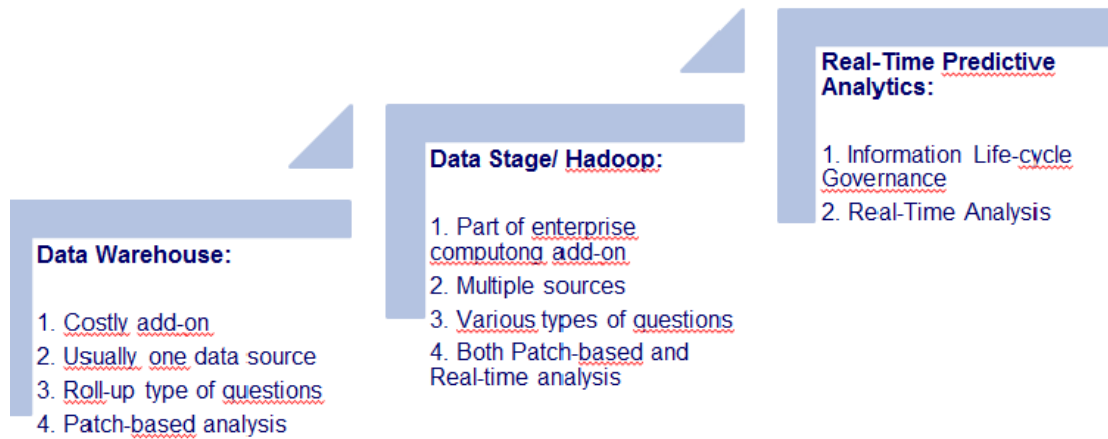 Data Warehouse:
1. Costly add-on
2. Usually one data source
3. Roll-up type of questions
4. Patch-based analysis
Data Stage/ Hadoop:
1. Part of enterprise
computong add-on
2. Multiple sources
3. Various types of questions
4. Both Patch-based and
Real-time analysis
Real-Time Predictive
Analytics:
1. Information Life-cycle
Governance
2. Real-Time Analysis